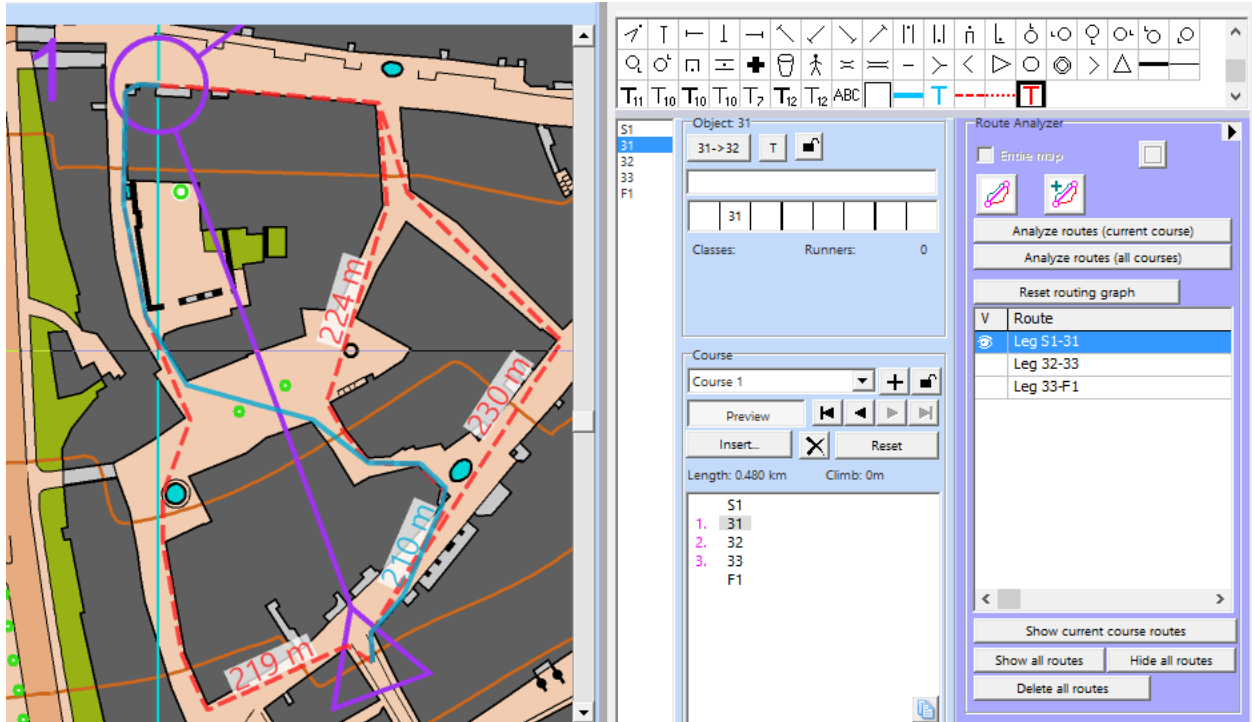 1
224 m
230 m
210 m
219 m
T11 T10 T10 T10 T7 T12 T12 ABC T T
S1
31
32
33
F1
Object: 31
31->32 T
31
Classes: Runners: 0
Course
Course 1
Preview
Insert... Reset
Length: 0.480 km Climb: 0m
S1
1. 31
2. 32
3. 33
F1
Route Analyzer
Entire map
Analyze routes (current course)
Analyze routes (all courses)
Reset routing graph
V Route
Leg S1-31
Leg 32-33
Leg 33-F1
Show current course routes
Show all routes Hide all routes
Delete all routes